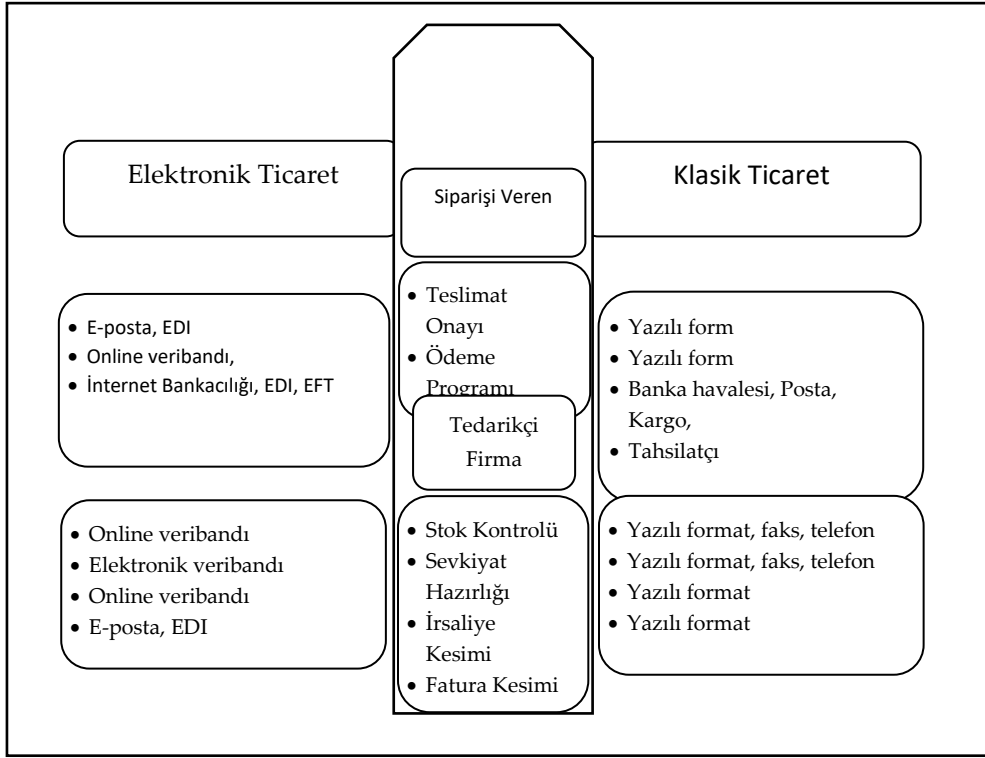 Elektronik Ticaret
Siparişi Veren
Klasik Ticaret
• E-posta, EDI
• Online veribandı,
• İnternet Bankacılığı, EDI, EFT
• Teslimat
Onayı
• Ödeme
Programı
• Yazılı form
• Yazılı form
• Banka havalesi, Posta,
Kargo,
• Tahsilatçı
Tedarikçi
Firma
• Online veribandı
• Elektronik veribandı
• Online veribandı
• E-posta, EDI
• Stok Kontrolü
• Sevkiyat
Hazırlığı
• İrsaliye
Kesimi
• Fatura Kesimi
• Yazılı format, faks, telefon
• Yazılı format, faks, telefon
• Yazılı format
• Yazılı format